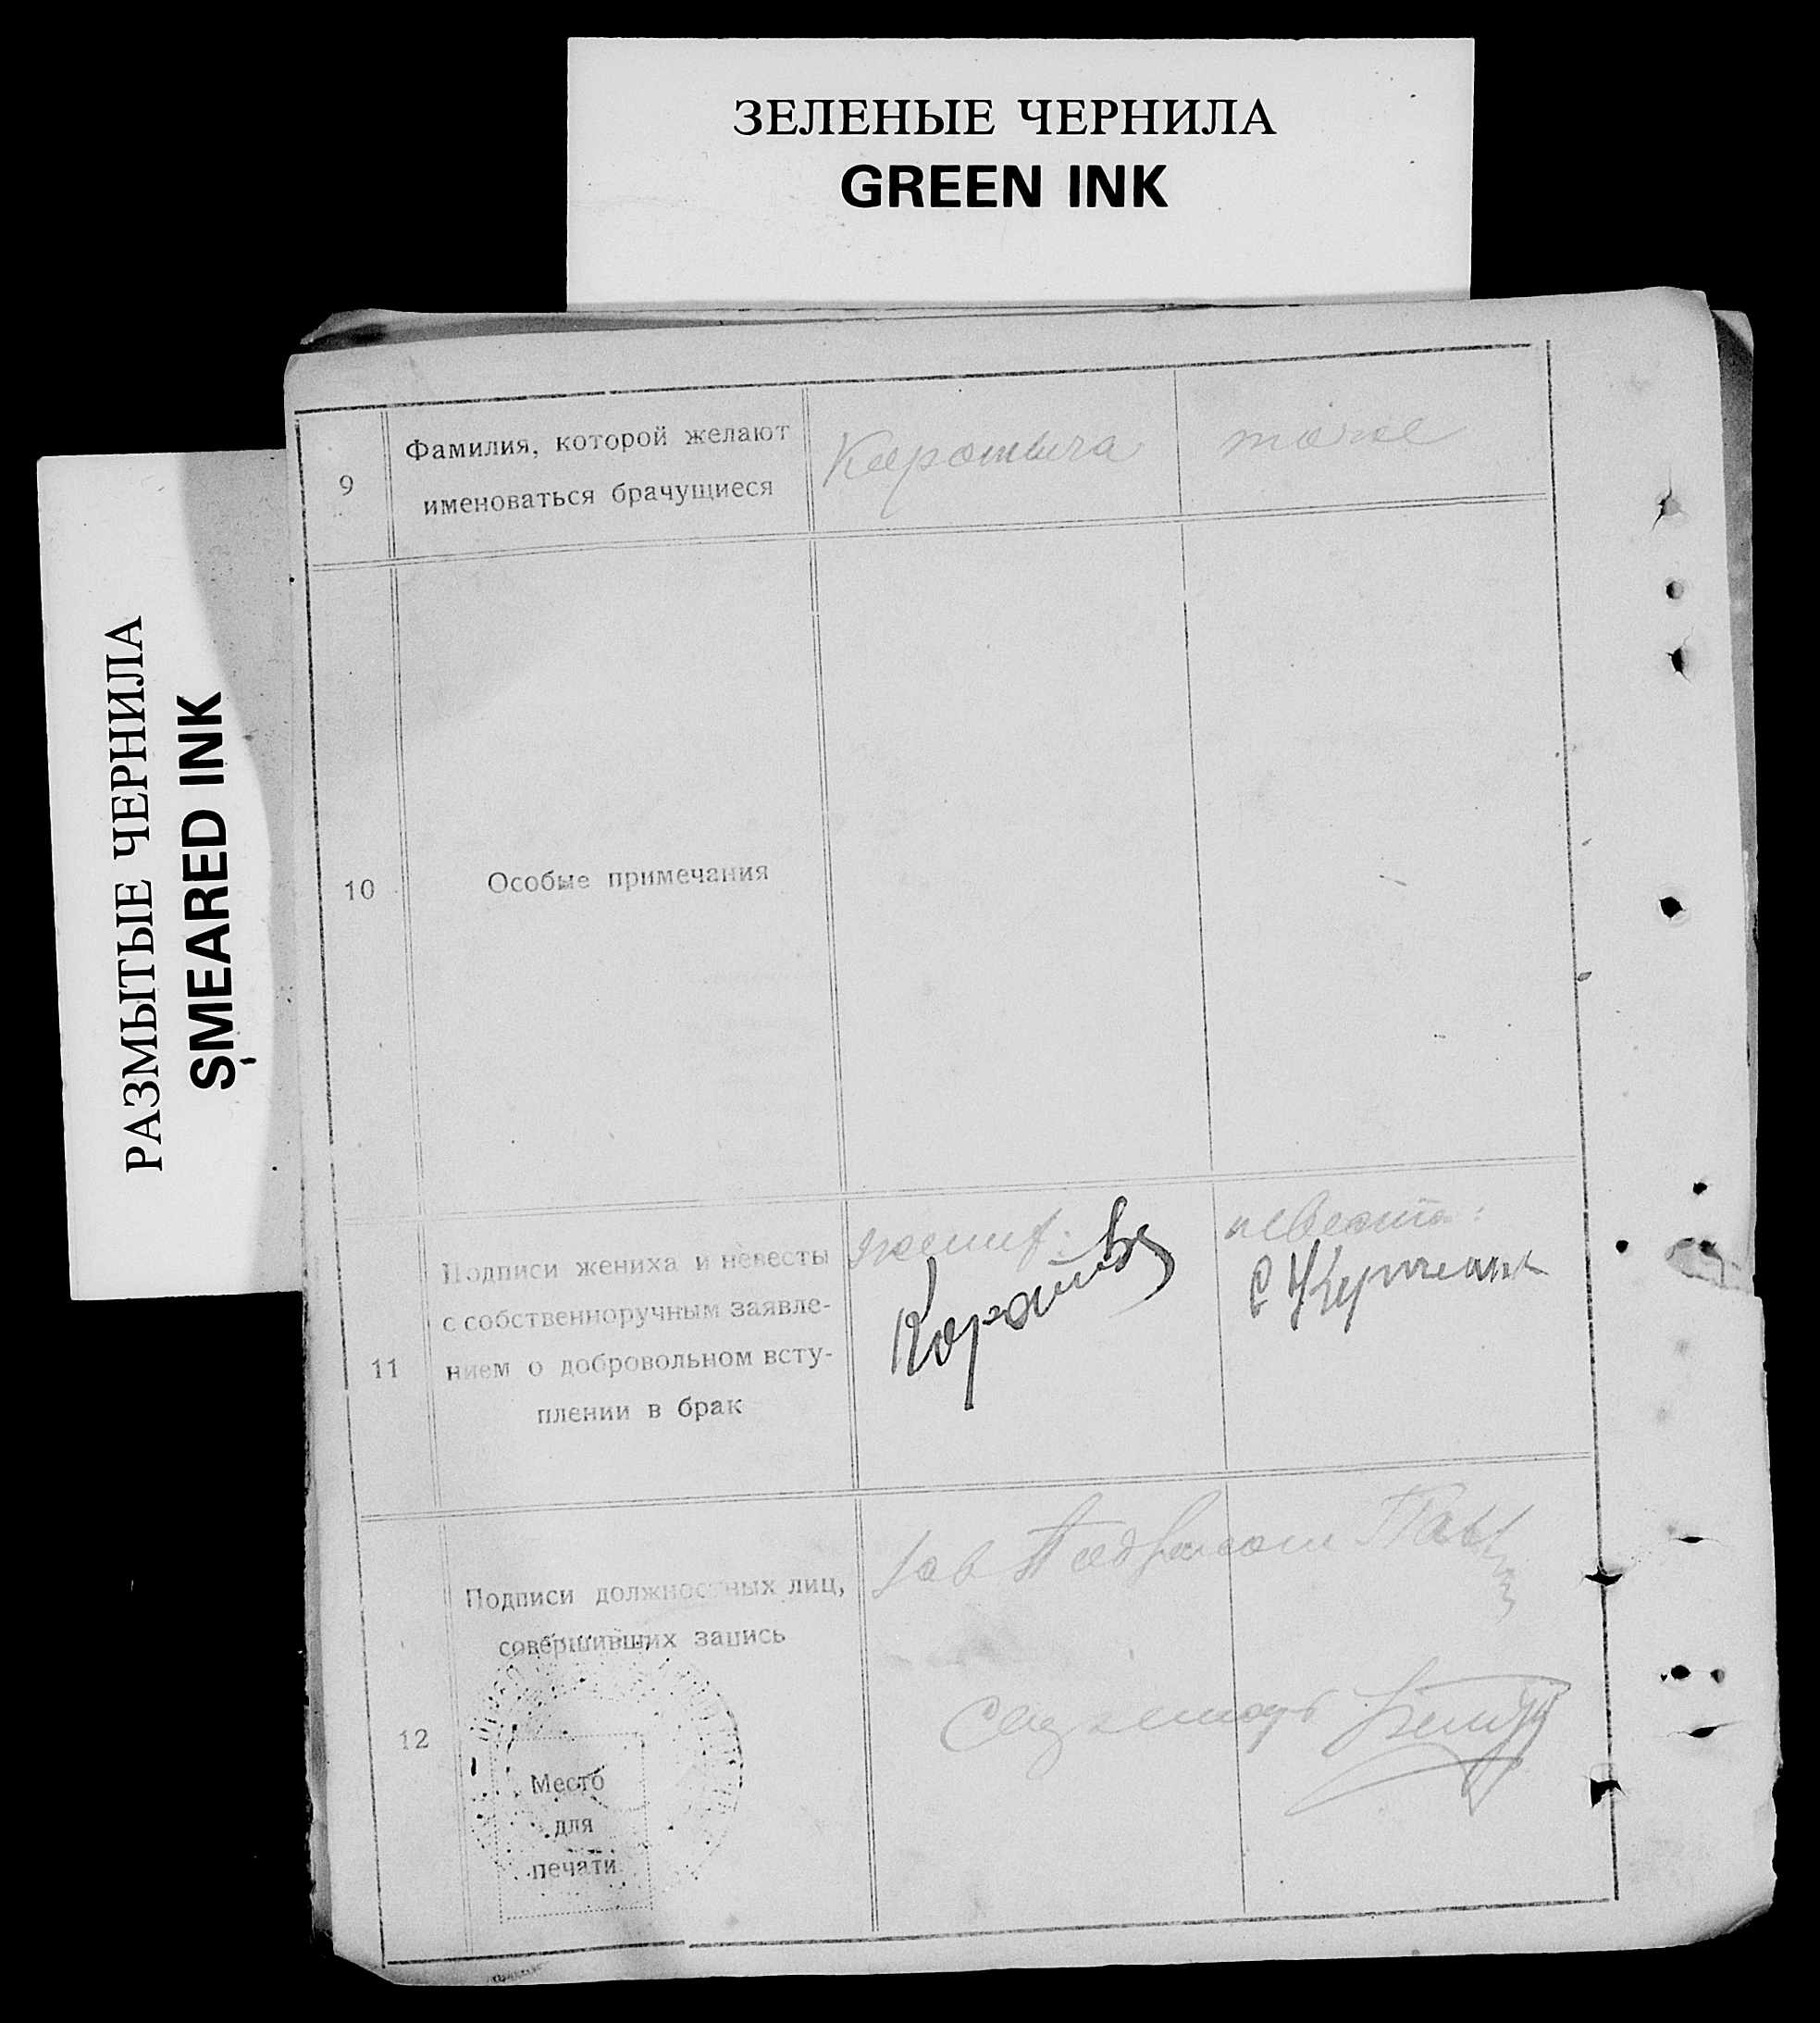 ЗЕЛЕНЫЕ ЧЕРНИЛА
GREEN INK
РАЗМЫТЫЕ ЧЕРНИЛА
SMEARED INK
9
Фамилия, которой желают
именоваться брачущиеся
тоже
10
Особые примечания
11
Подписи жениха и невесты
с собственноручным заявле-
нием о добровольном всту-
плении в брак
жених:
невеста:
12
Подписи должностных лиц,
совершивших запись
Зав
Место
для
печати